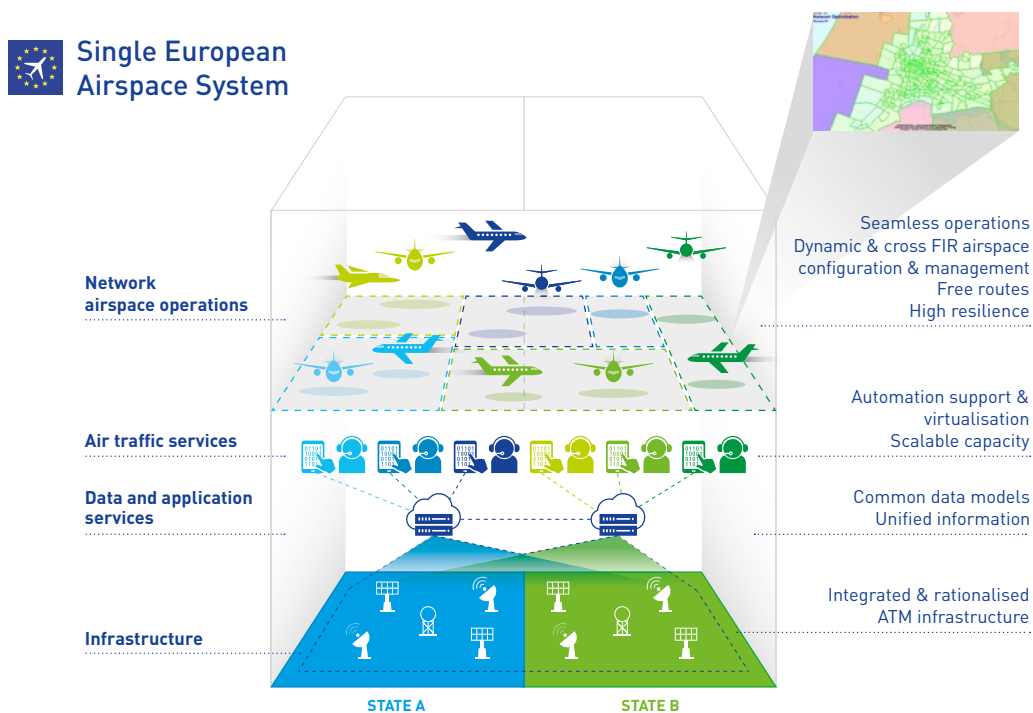 Single European
Airspace System
Network Optimisation
Seamless operations
Dynamic & cross FIR airspace
configuration & management
Free routes
High resilience
Network
airspace operations
Automation support &
virtualisation
Scalable capacity
Air traffic services
Data and application
services
Common data models
Unified information
Integrated & rationalised
ATM infrastructure
Infrastructure
STATE A
STATE B